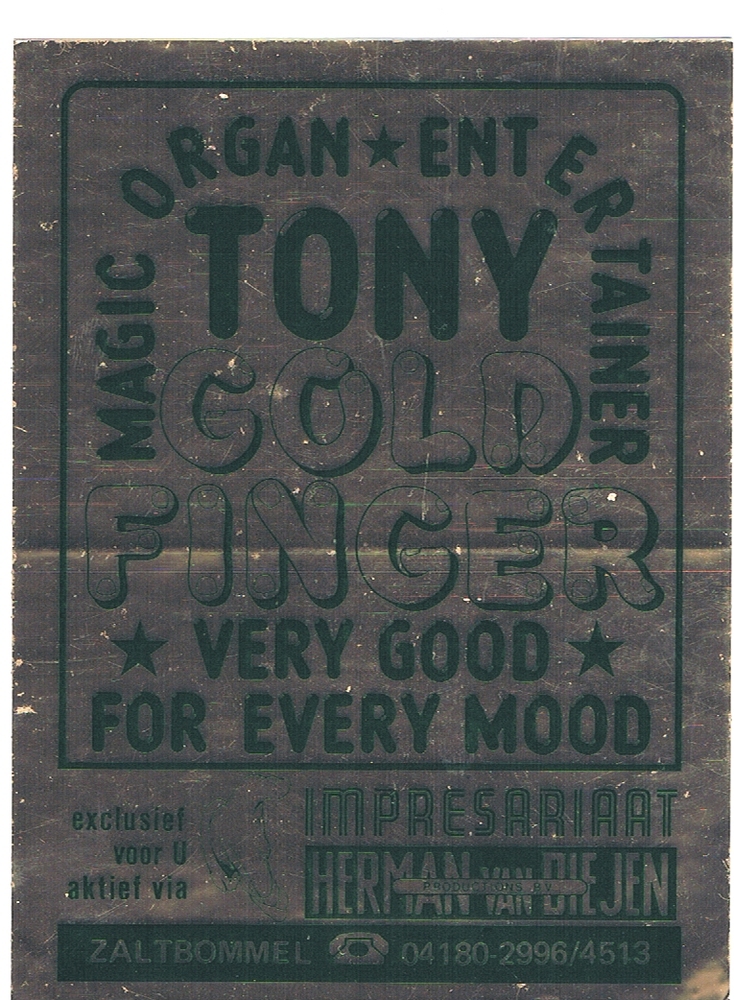 MAGIC ORGAN ★ ENTERTAINER
TONY
GOLD
FINGER
★ VERY GOOD ★
FOR EVERY MOOD
exclusief
voor U
aktief via
IMPRESARIAAT
HERMAN VAN DIEJEN
PRODUCTIONS BV
ZALTBOMMEL ☎ 04180-2996/4513